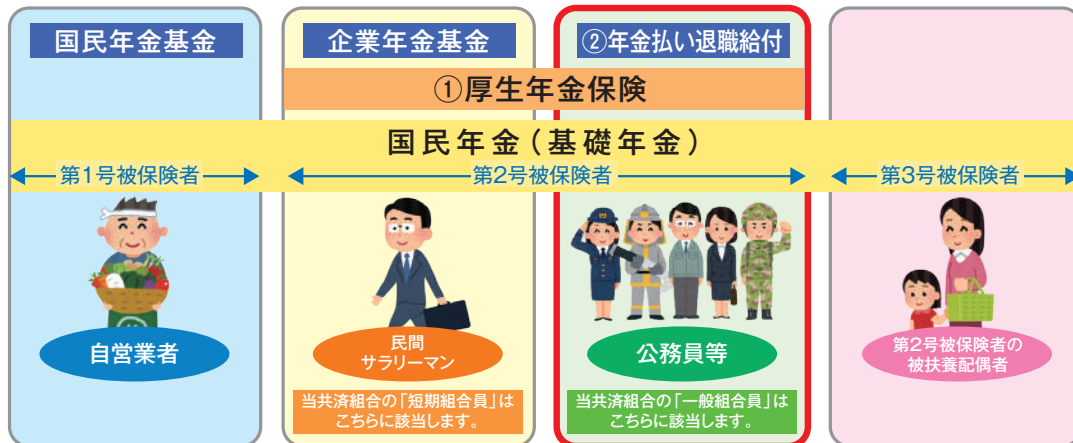 国民年金基金
企業年金基金
②年金払い退職給付
①厚生年金保険
国民年金(基礎年金)
第1号被保険者
第2号被保険者
第3号被保険者
自営業者
民間
サラリーマン
公務員等
第2号被保険者の
被扶養配偶者
当共済組合の「短期組合員」は
こちらに該当します。
当共済組合の「一般組合員」は
こちらに該当します。